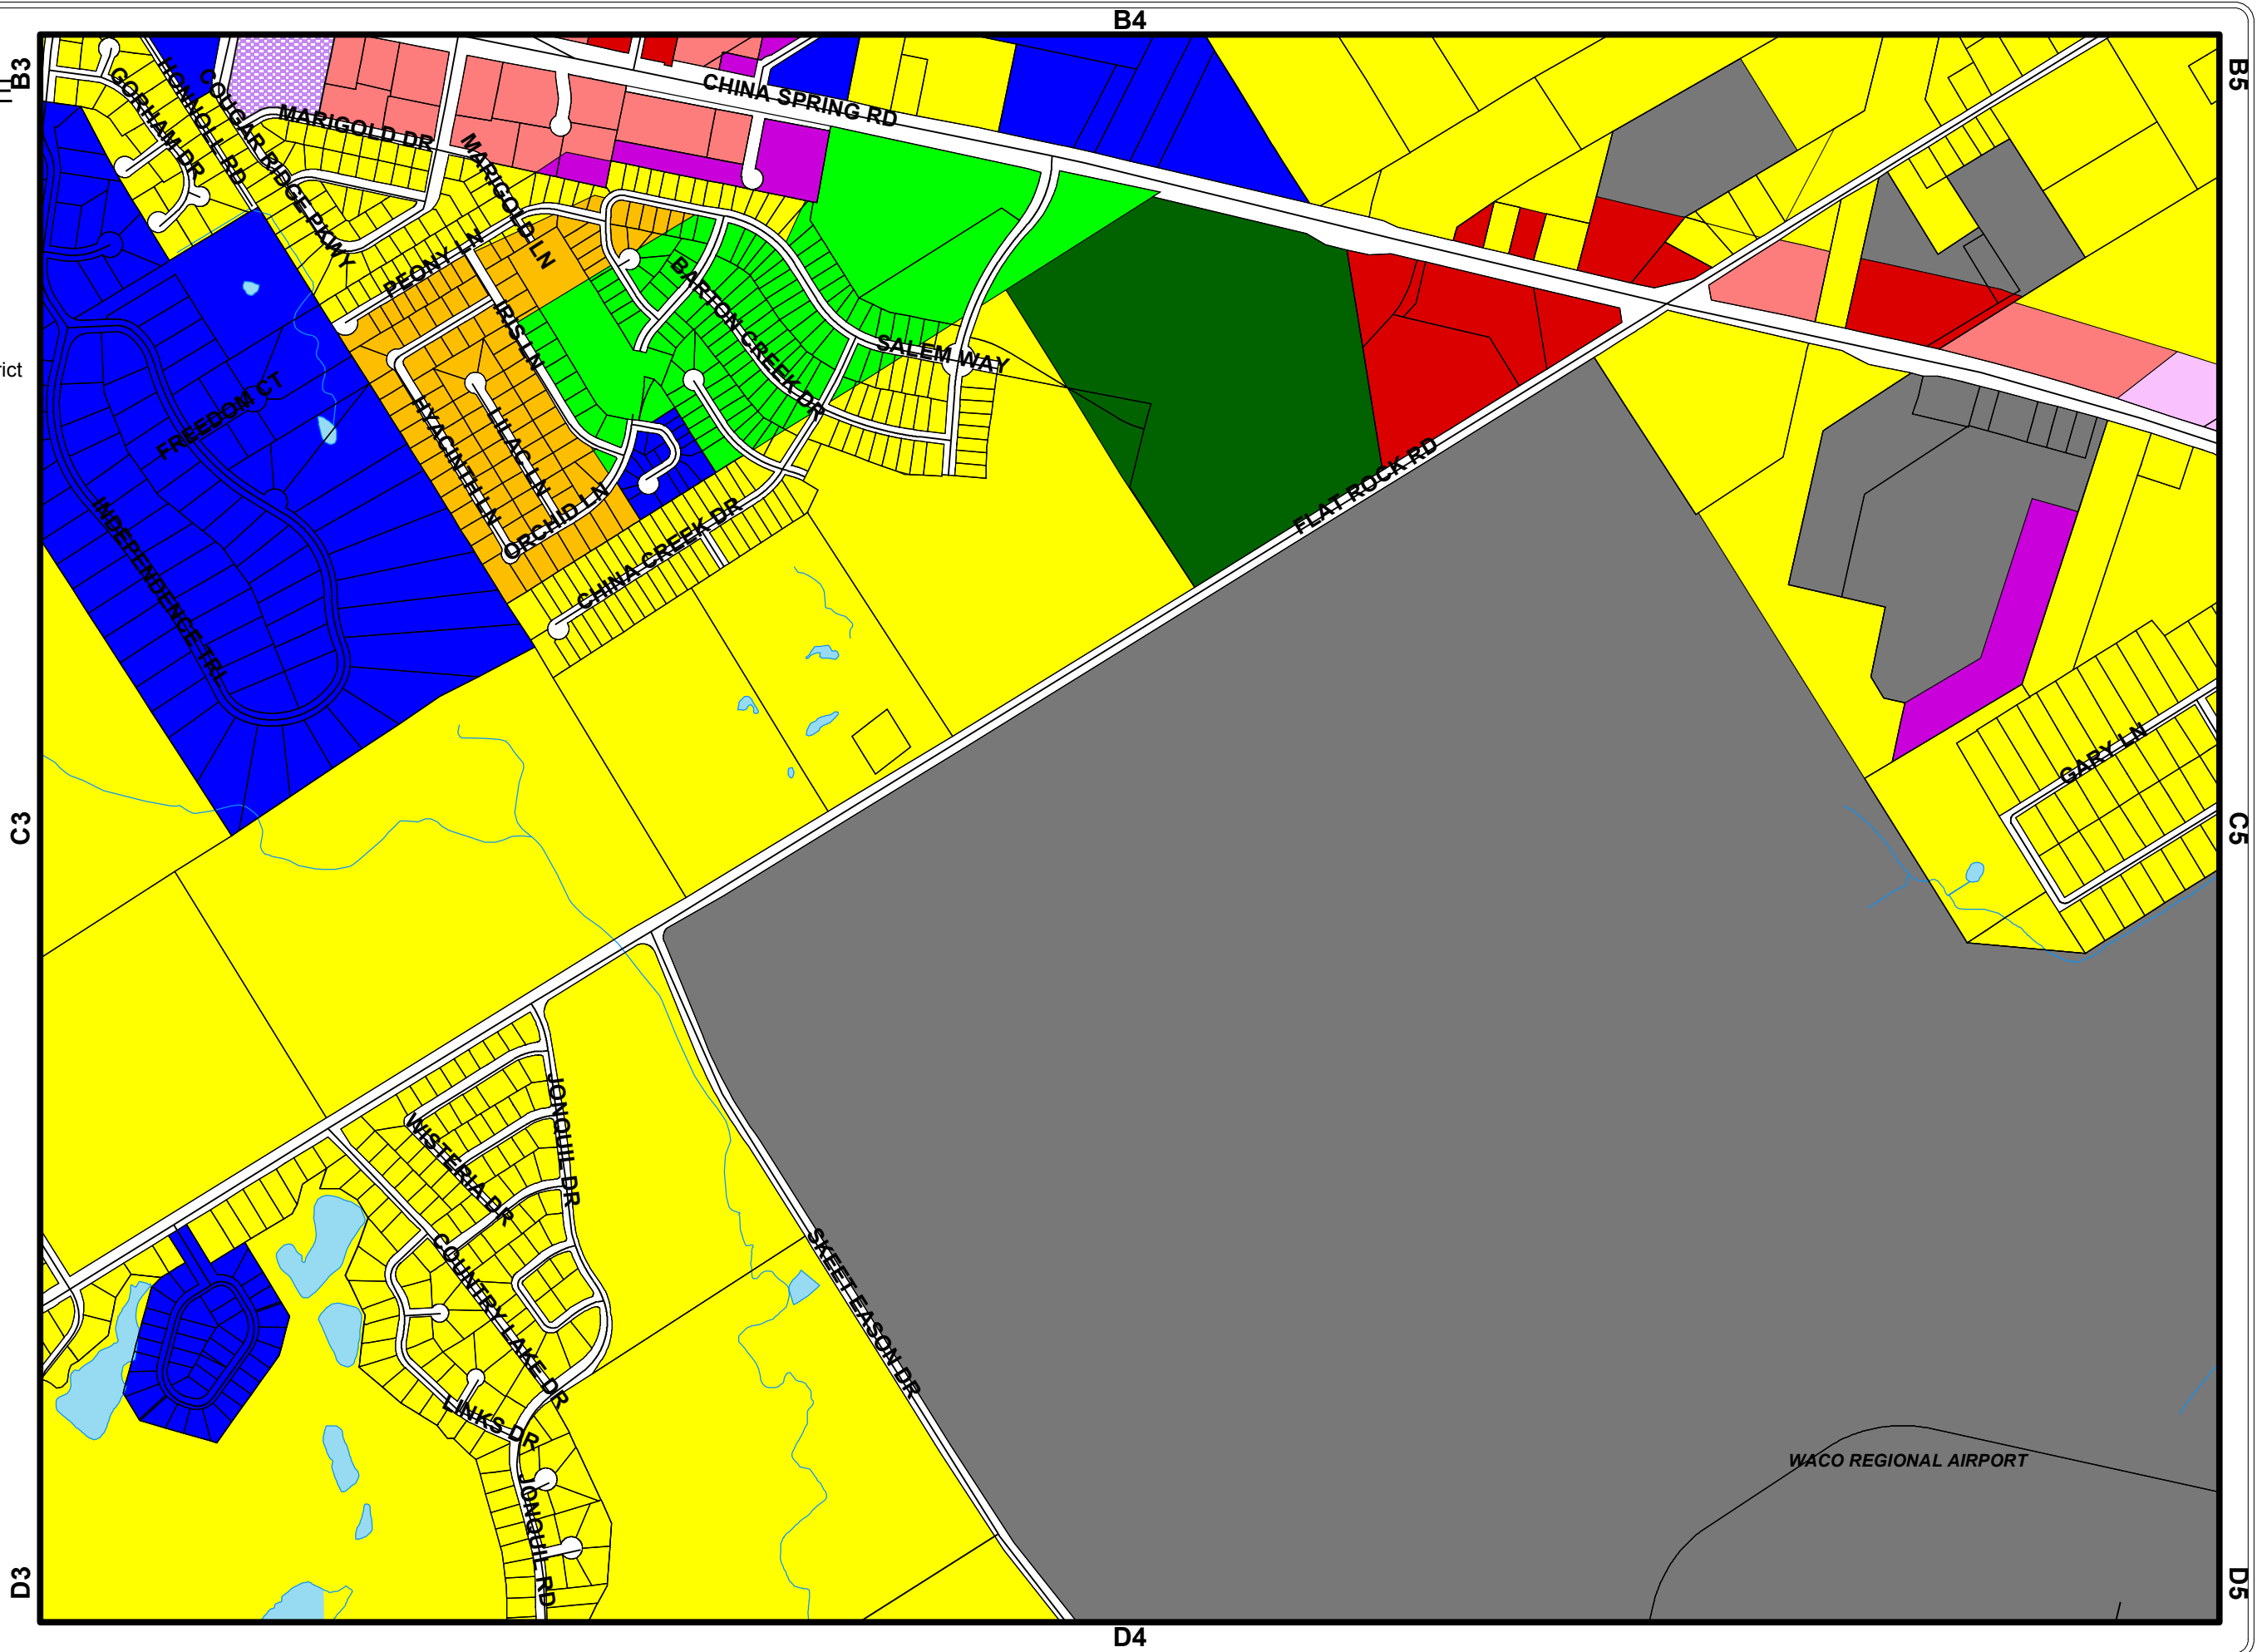 B4
B3
B5
CHINA SPRING RD
GORHAM DR
HONNOLL RD
COUGAR RIDGE PKWY
MARIGOLD DR
MARIGOLD LN
PEONY LN
BARTON CREEK DR
IRIS LN
SALEM WAY
rict
FREEDOM CT
HYACINTH LN
LILAC LN
ORCHID LN
FLAT ROCK RD
INDEPENDENCE TRL
CHINA CREEK DR
GARY LN
C3
C5
JONQUIL DR
WISTERIA DR
COUNTRY LAKE DR
SKEET EASON DR
LINKS DR
WACO REGIONAL AIRPORT
JONQUIL RD
D3
D5
D4